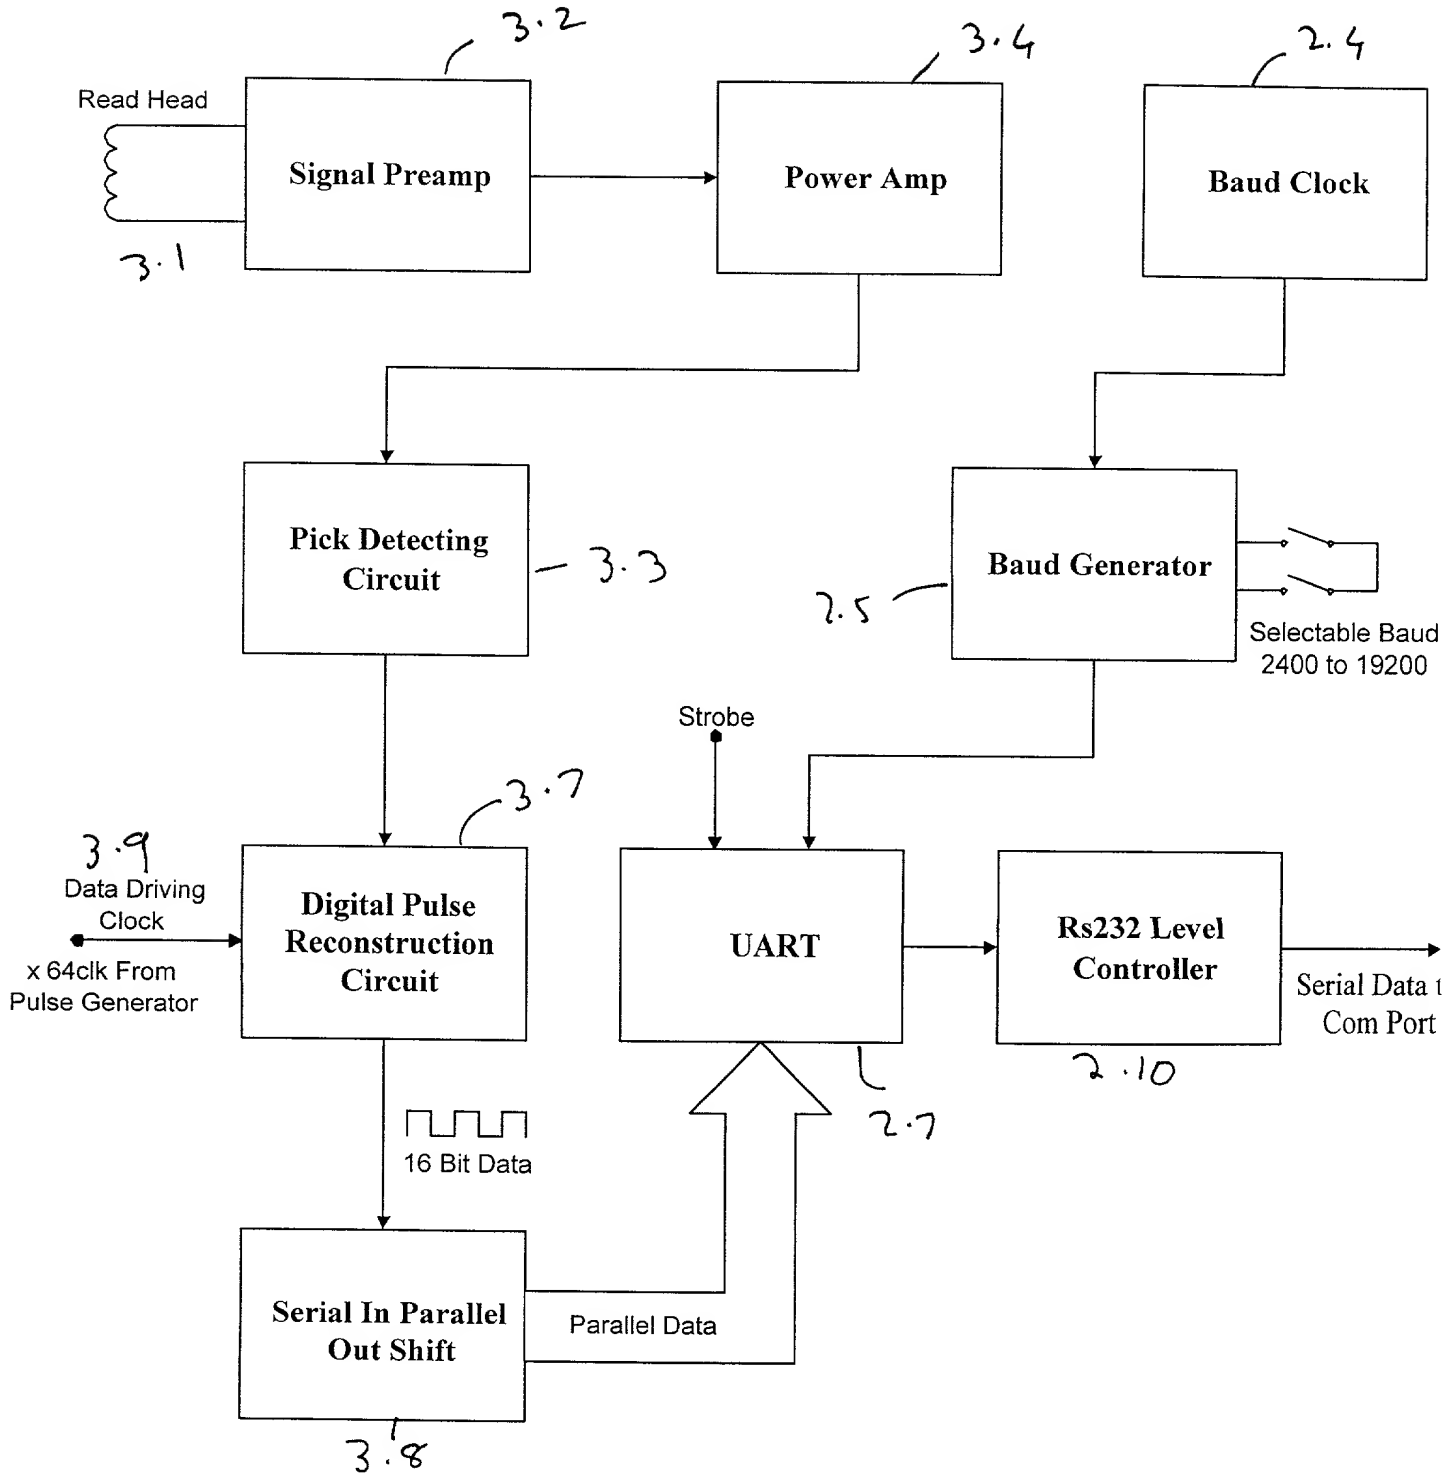 3.2
3.4
2.4
Read Head
Signal Preamp
Power Amp
Baud Clock
3.1
Pick Detecting
Circuit
3.3
Baud Generator
2.5
Selectable Baud
2400 to 19200
Strobe
3.7
3.9
Data Driving
Clock
x 64clk From
Pulse Generator
Digital Pulse
Reconstruction
Circuit
UART
Rs232 Level
Controller
Serial Data t
Com Port
2.10
2.7
16 Bit Data
Serial In Parallel
Out Shift
Parallel Data
3.8